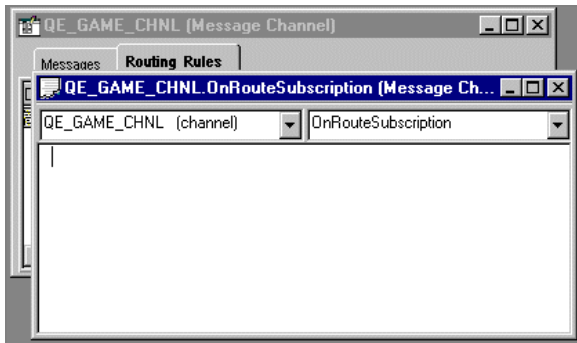 QE_GAME_CHNL (Message Channel)
Messages Routing Rules
QE_GAME_CHNL.OnRouteSubscription (Message Ch...
QE_GAME_CHNL (channel) OnRouteSubscription